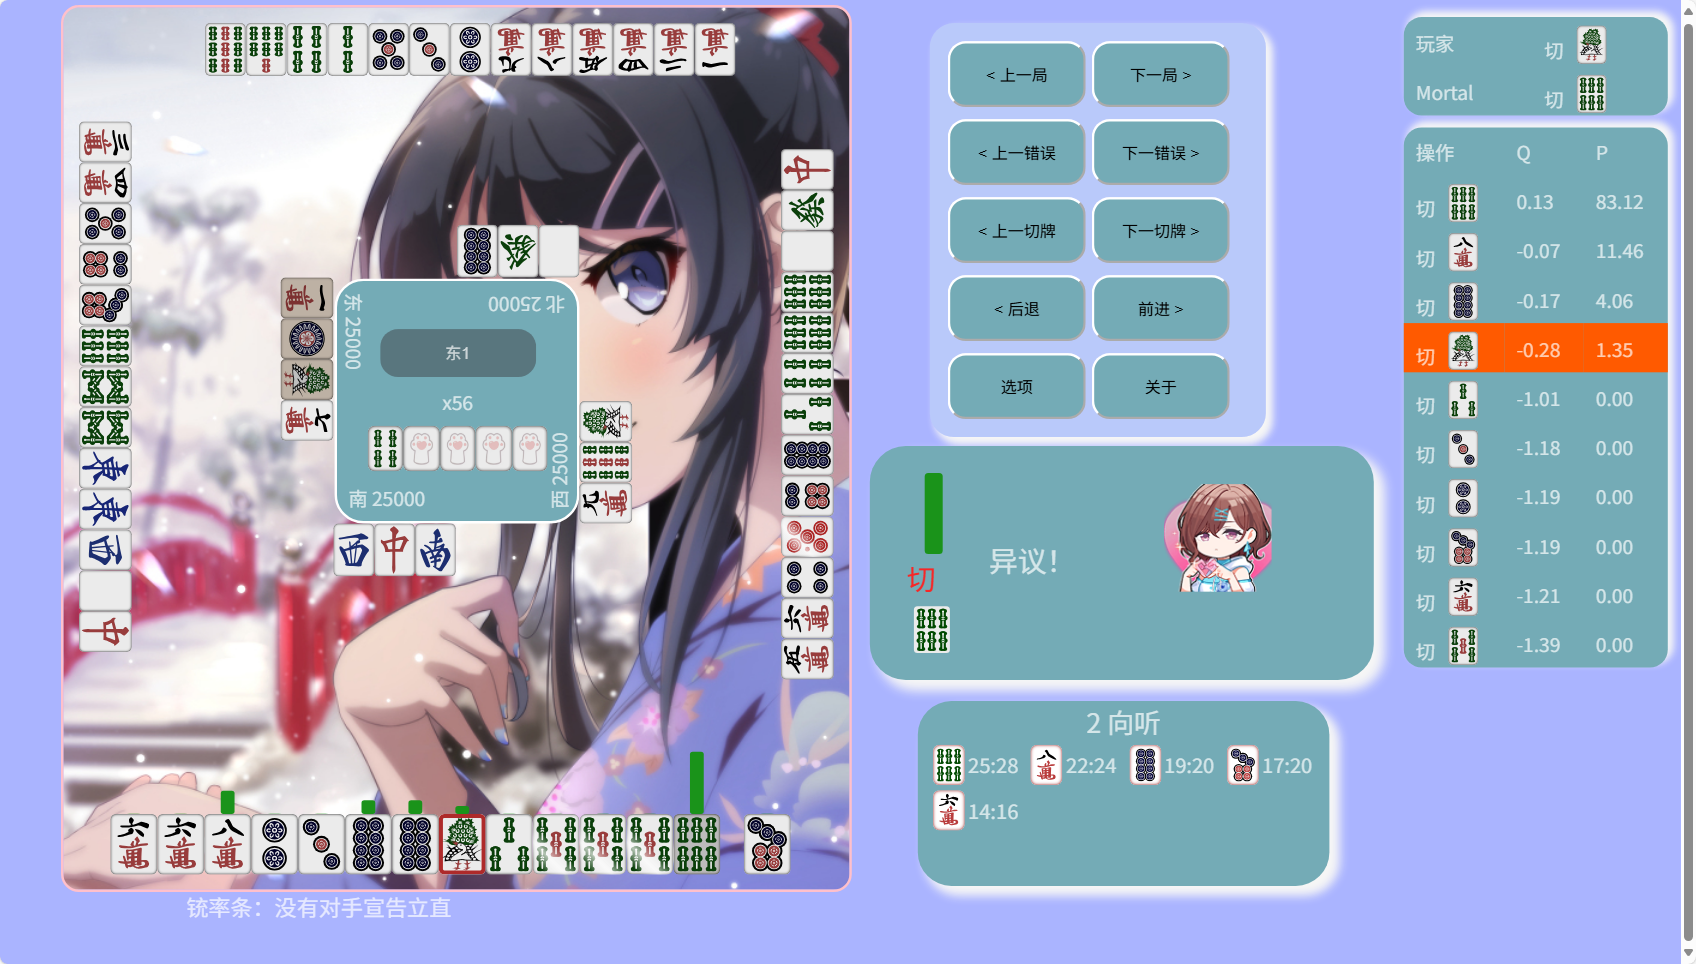 东 25000
北 25000
东1
x56
南 25000
西 25000
铳率条：没有对手宣告立直
< 上一局
下一局 >
< 上一错误
下一错误 >
< 上一切牌
下一切牌 >
< 后退
前进 >
选项
关于
切
异议！
2 向听
25:28
22:24
19:20
17:20
14:16
玩家 切
Mortal 切
操作 Q P
切 0.13 83.12
切 -0.07 11.46
切 -0.17 4.06
切 -0.28 1.35
切 -1.01 0.00
切 -1.18 0.00
切 -1.19 0.00
切 -1.19 0.00
切 -1.21 0.00
切 -1.39 0.00